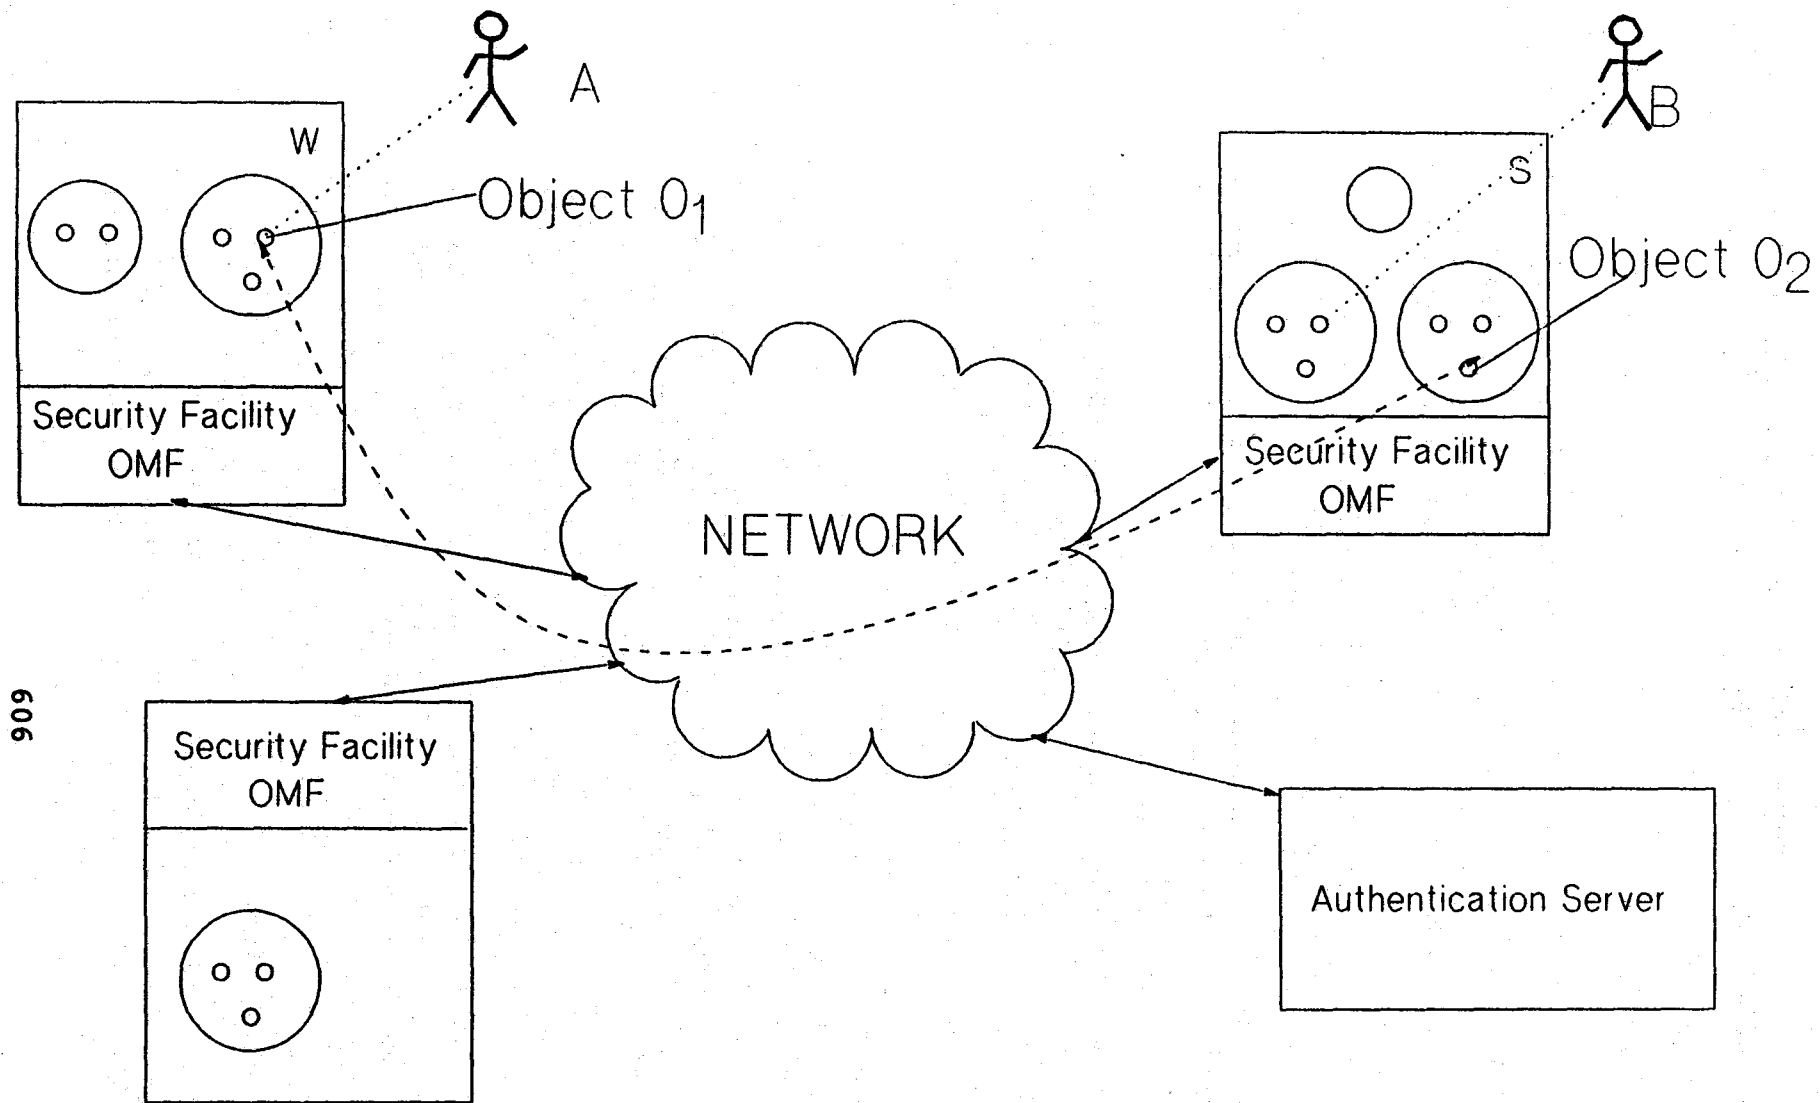 A
B
W
S
Object O1
Object O2
Security Facility
OMF
Security Facility
OMF
NETWORK
606
Security Facility
OMF
Authentication Server